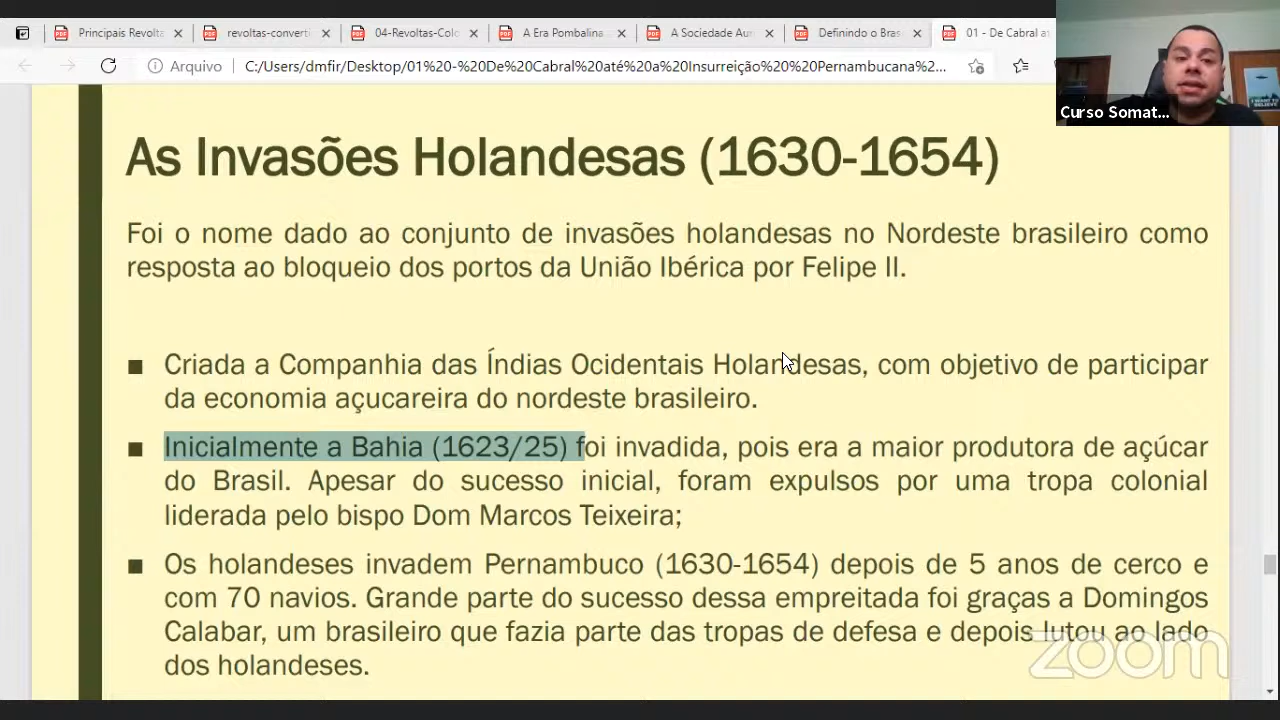 Principais Revolta
revoltas-converti
04-Revoltas-Colo
A Era Pombalina
A Sociedade Au
Definindo o Bras
01 - De Cabral at
Arquivo
C:/Users/dmfir/Desktop/01%20-%20De%20Cabral%20até%20a%20Insurreição%20%20Pernambucana%2...
Curso Somat...
As Invasões Holandesas (1630-1654)
Foi o nome dado ao conjunto de invasões holandesas no Nordeste brasileiro como
resposta ao bloqueio dos portos da União Ibérica por Felipe II.
■ Criada a Companhia das Índias Ocidentais Holandesas, com objetivo de participar
da economia açucareira do nordeste brasileiro.
■ Inicialmente a Bahia (1623/25) foi invadida, pois era a maior produtora de açúcar
do Brasil. Apesar do sucesso inicial, foram expulsos por uma tropa colonial
liderada pelo bispo Dom Marcos Teixeira;
■ Os holandeses invadem Pernambuco (1630-1654) depois de 5 anos de cerco e
com 70 navios. Grande parte do sucesso dessa empreitada foi graças a Domingos
Calabar, um brasileiro que fazia parte das tropas de defesa e depois lutou ao lado
dos holandeses.
zoom